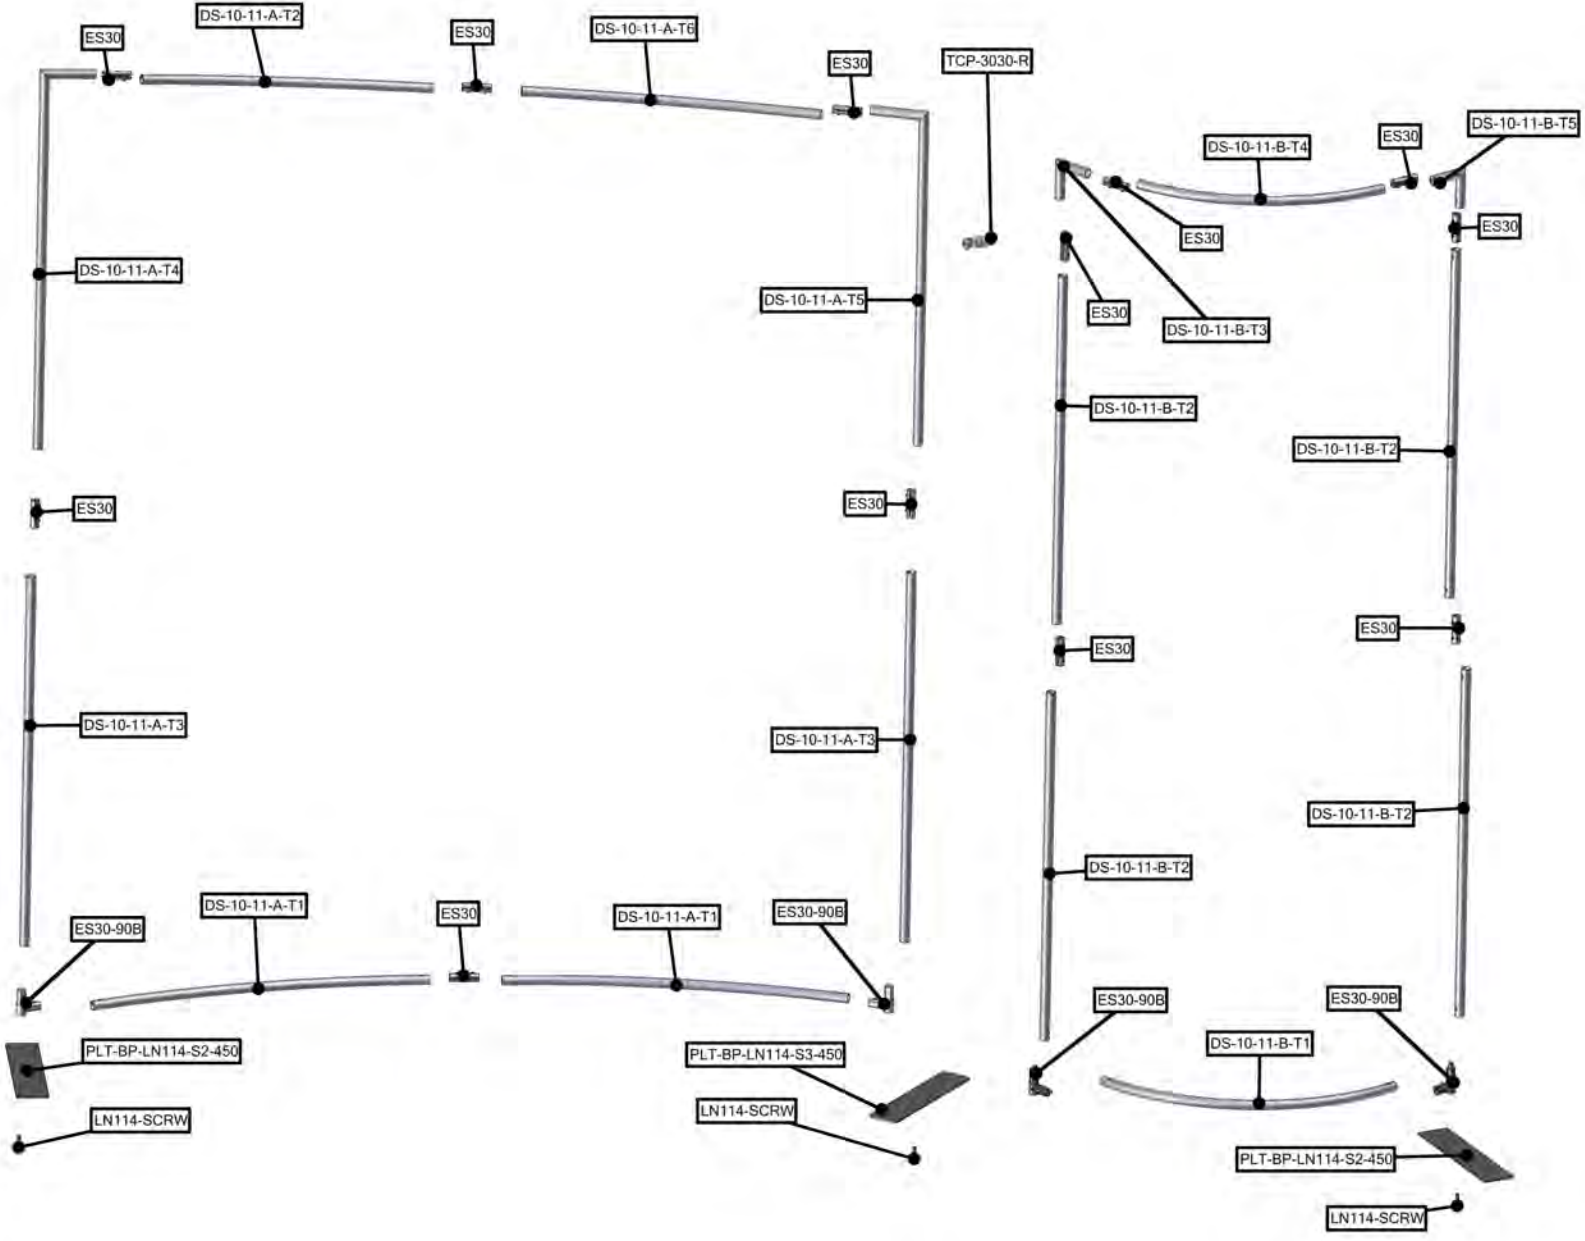 DS-10-11-A-T2
ES30
ES30
DS-10-11-A-T6
ES30
TCP-3030-R
DS-10-11-A-T4
DS-10-11-A-T5
ES30
ES30
DS-10-11-A-T3
DS-10-11-A-T3
DS-10-11-A-T1
ES30
DS-10-11-A-T1
ES30-90B
ES30-90B
PLT-BP-LN114-S2-450
PLT-BP-LN114-S3-450
LN114-SCRW
LN114-SCRW
DS-10-11-B-T5
ES30
DS-10-11-B-T4
ES30
ES30
ES30
DS-10-11-B-T3
DS-10-11-B-T2
DS-10-11-B-T2
ES30
ES30
DS-10-11-B-T2
DS-10-11-B-T2
ES30-90B
ES30-90B
DS-10-11-B-T1
PLT-BP-LN114-S2-450
LN114-SCRW